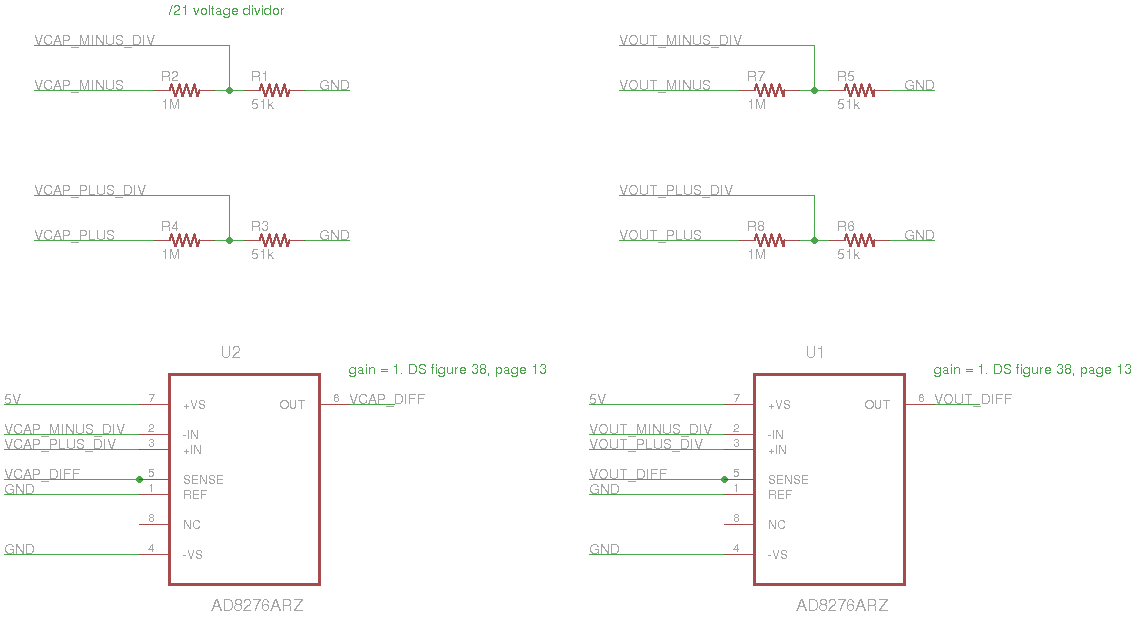 /21 voltage dividor
VCAP_MINUS_DIV
VCAP_MINUS
R2
1M
R1
51k
GND
VOUT_MINUS_DIV
VOUT_MINUS
R7
1M
R5
51k
GND
VCAP_PLUS_DIV
VCAP_PLUS
R4
1M
R3
51k
GND
VOUT_PLUS_DIV
VOUT_PLUS
R8
1M
R6
51k
GND
U2
gain = 1. DS figure 38, page 13
5V 7 +VS OUT 6 VCAP_DIFF
VCAP_MINUS_DIV 2 -IN
VCAP_PLUS_DIV 3 +IN
VCAP_DIFF 5 SENSE
GND 1 REF
8 NC
GND 4 -VS
AD8276ARZ
U1
gain = 1. DS figure 38, page 13
5V 7 +VS OUT 6 VOUT_DIFF
VOUT_MINUS_DIV 2 -IN
VOUT_PLUS_DIV 3 +IN
VOUT_DIFF 5 SENSE
GND 1 REF
8 NC
GND 4 -VS
AD8276ARZ